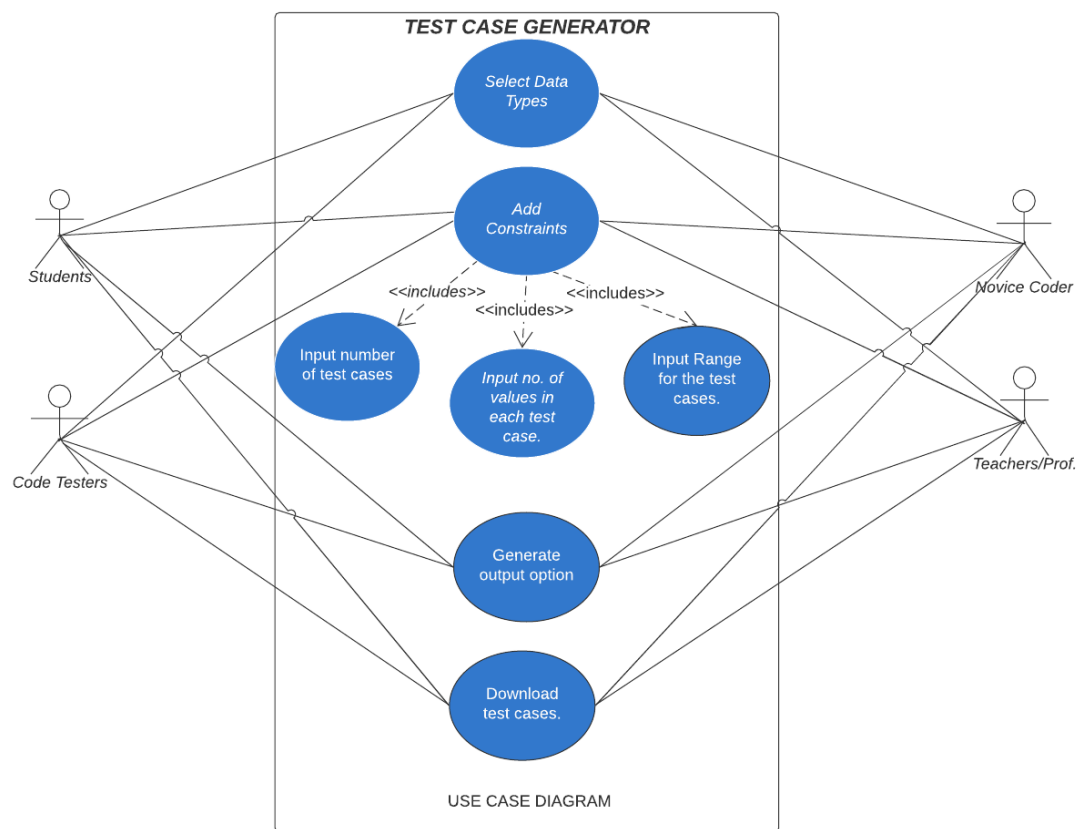 TEST CASE GENERATOR
Select Data
Types
Add
Constraints
Students
Novice Coder
<<includes>>
<<includes>>
<<includes>>
Input number
of test cases
Input no. of
values in
each test
case.
Input Range
for the test
cases.
Code Testers
Teachers/Prof.
Generate
output option
Download
test cases.
USE CASE DIAGRAM